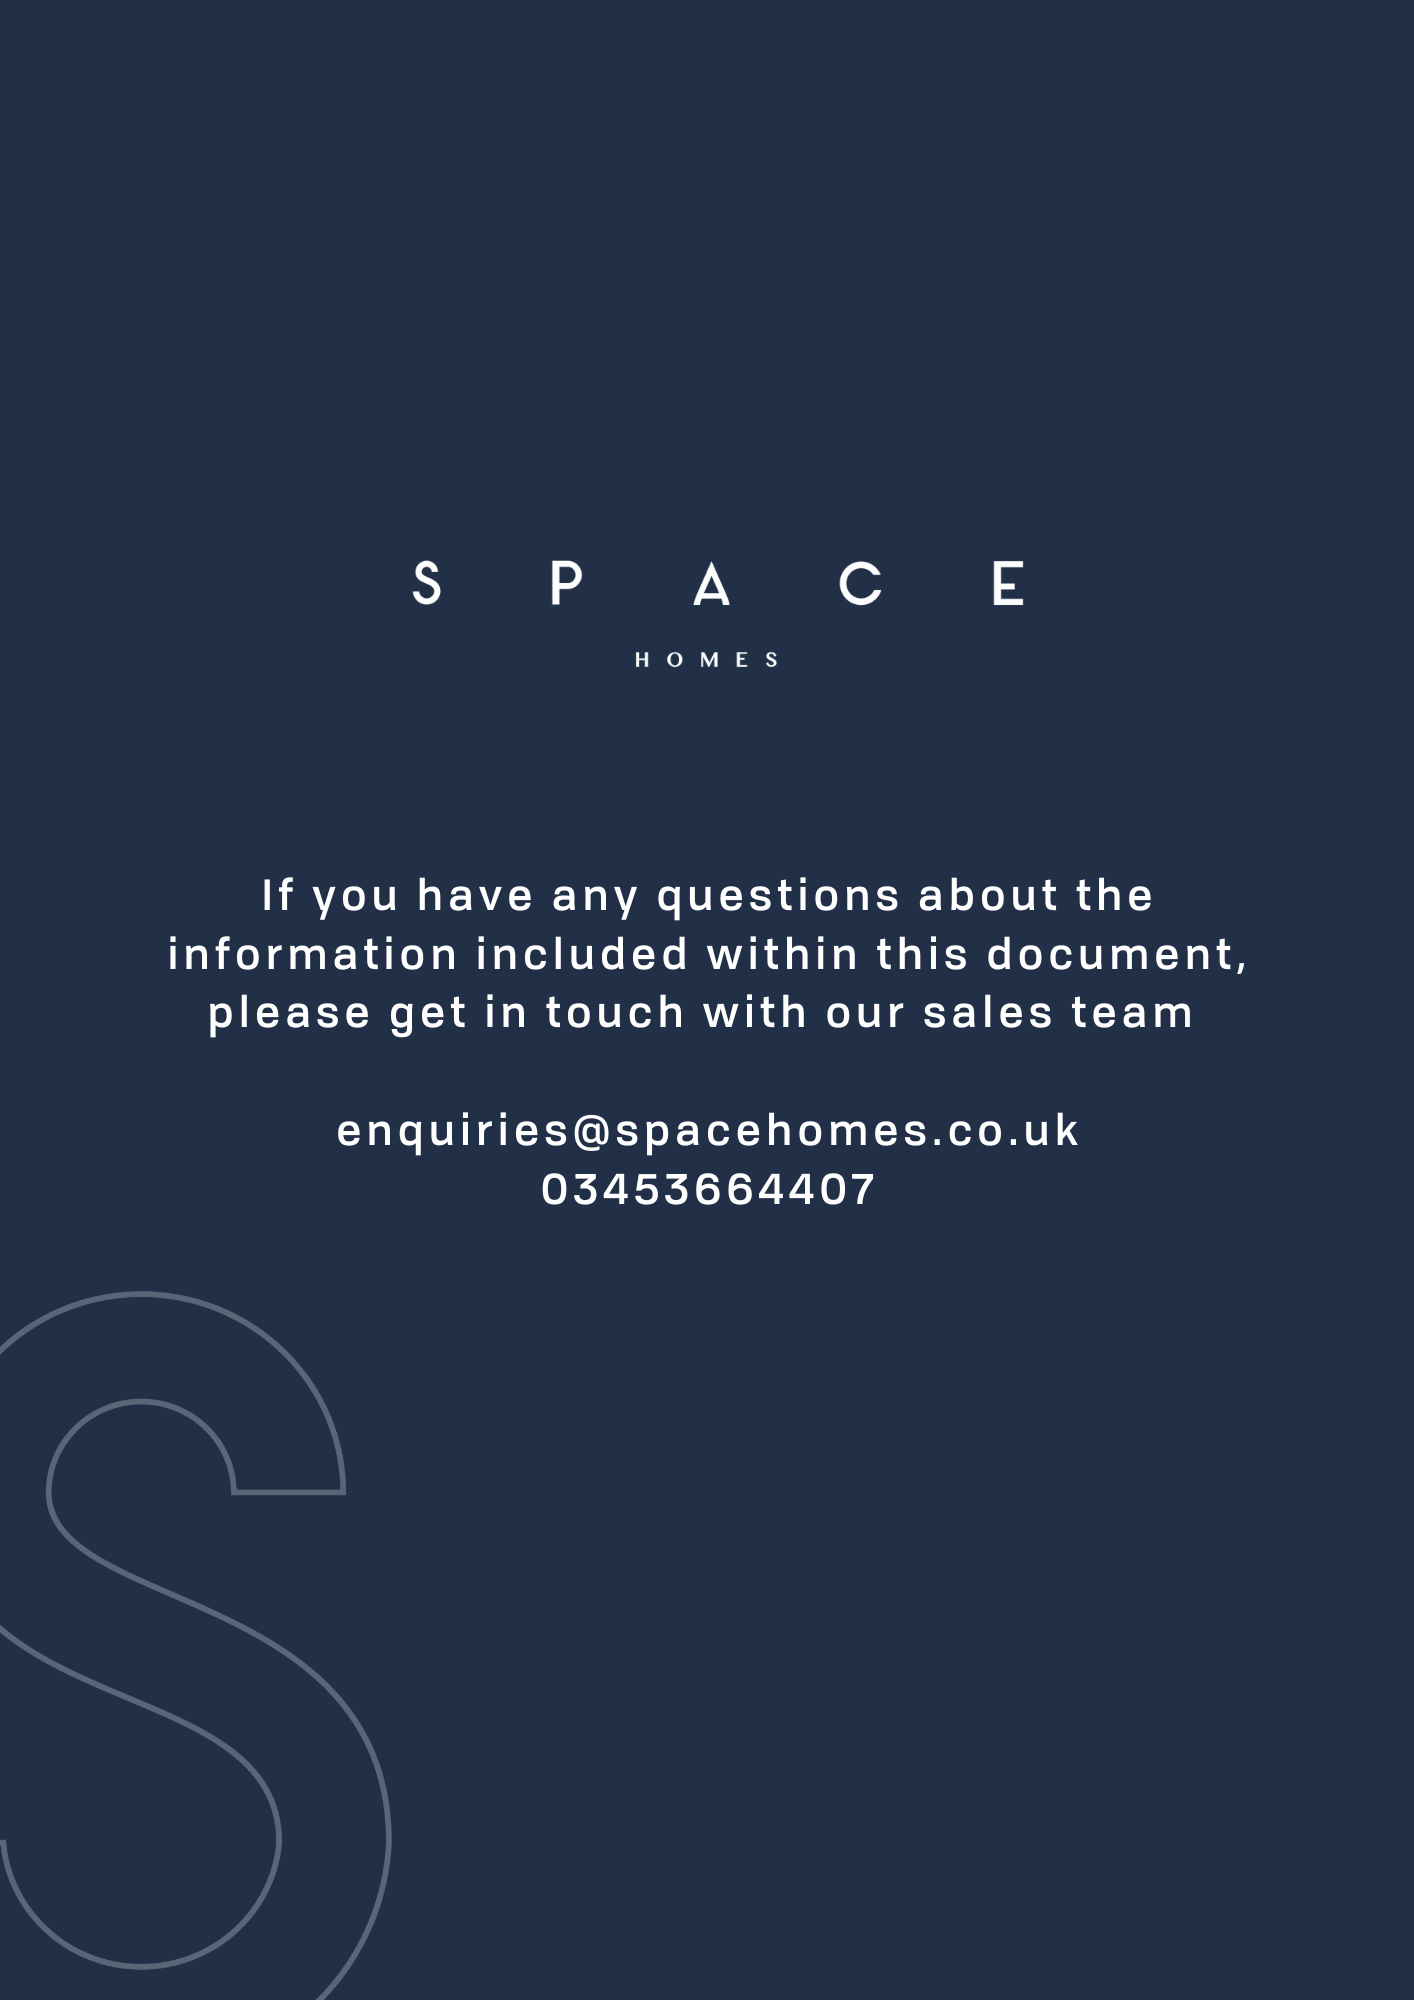 SPACE
HOMES
If you have any questions about the
information included within this document,
please get in touch with our sales team
enquiries@spacehomes.co.uk
03453664407
S